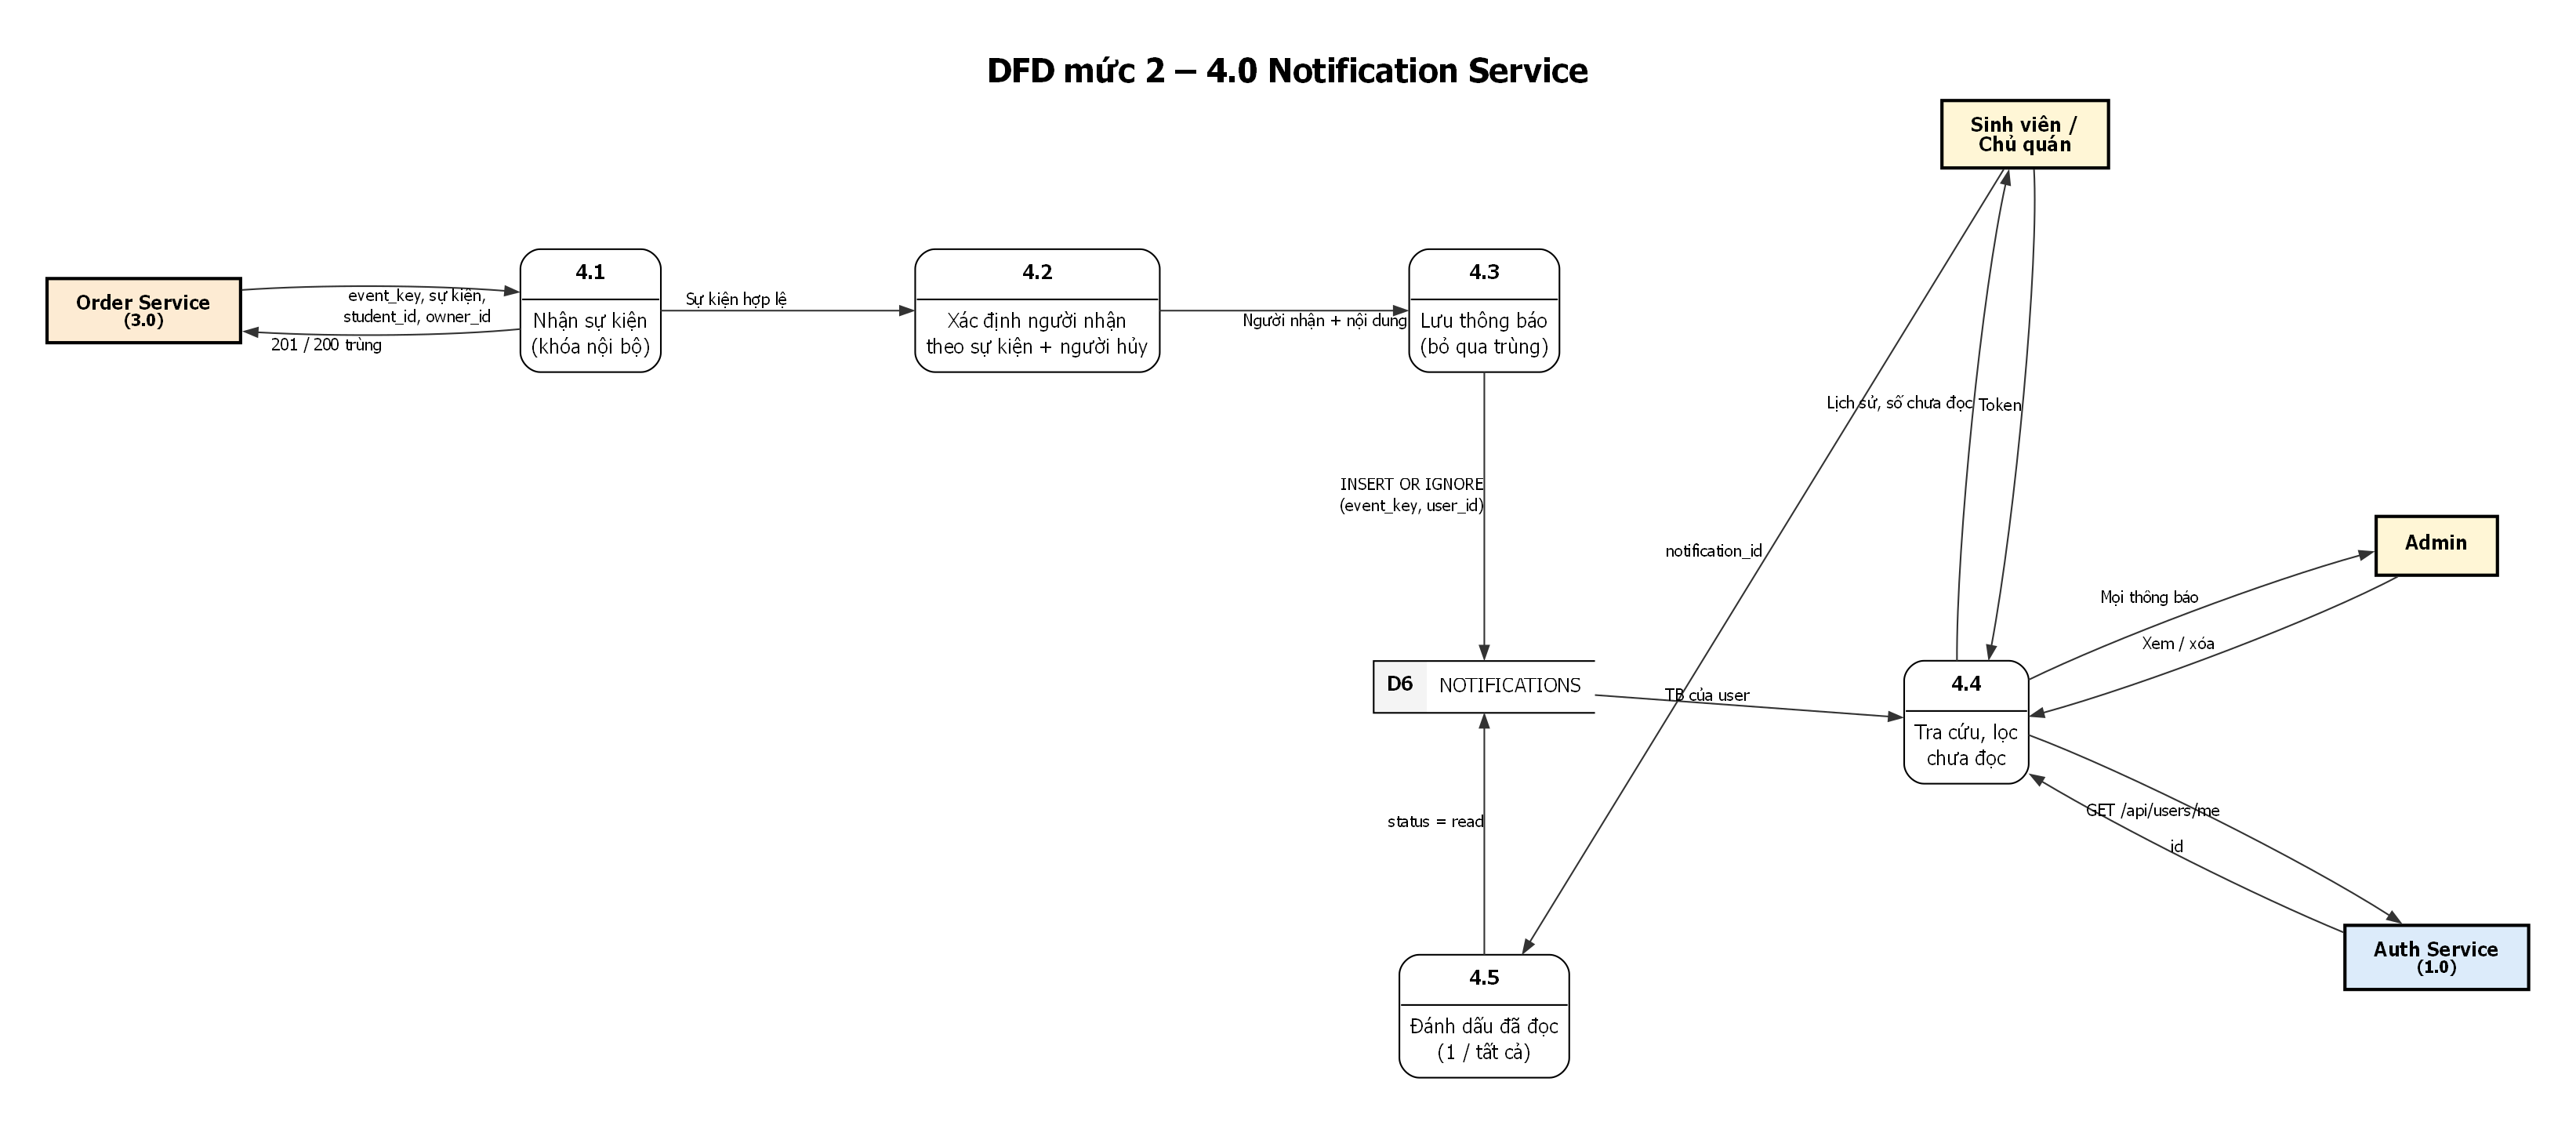 DFD mức 2 – 4.0 Notification Service
Sinh viên /
Chủ quán
Order Service
(3.0)
event_key, sự kiện,
student_id, owner_id
201 / 200 trùng
4.1
Nhận sự kiện
(khóa nội bộ)
Sự kiện hợp lệ
4.2
Xác định người nhận
theo sự kiện + người hủy
Người nhận + nội dung
4.3
Lưu thông báo
(bỏ qua trùng)
Lịch sử, số chưa đọc
Token
INSERT OR IGNORE
(event_key, user_id)
notification_id
Admin
Mọi thông báo
Xem / xóa
D6
NOTIFICATIONS
TB của user
4.4
Tra cứu, lọc
chưa đọc
status = read
GET /api/users/me
id
Auth Service
(1.0)
4.5
Đánh dấu đã đọc
(1 / tất cả)